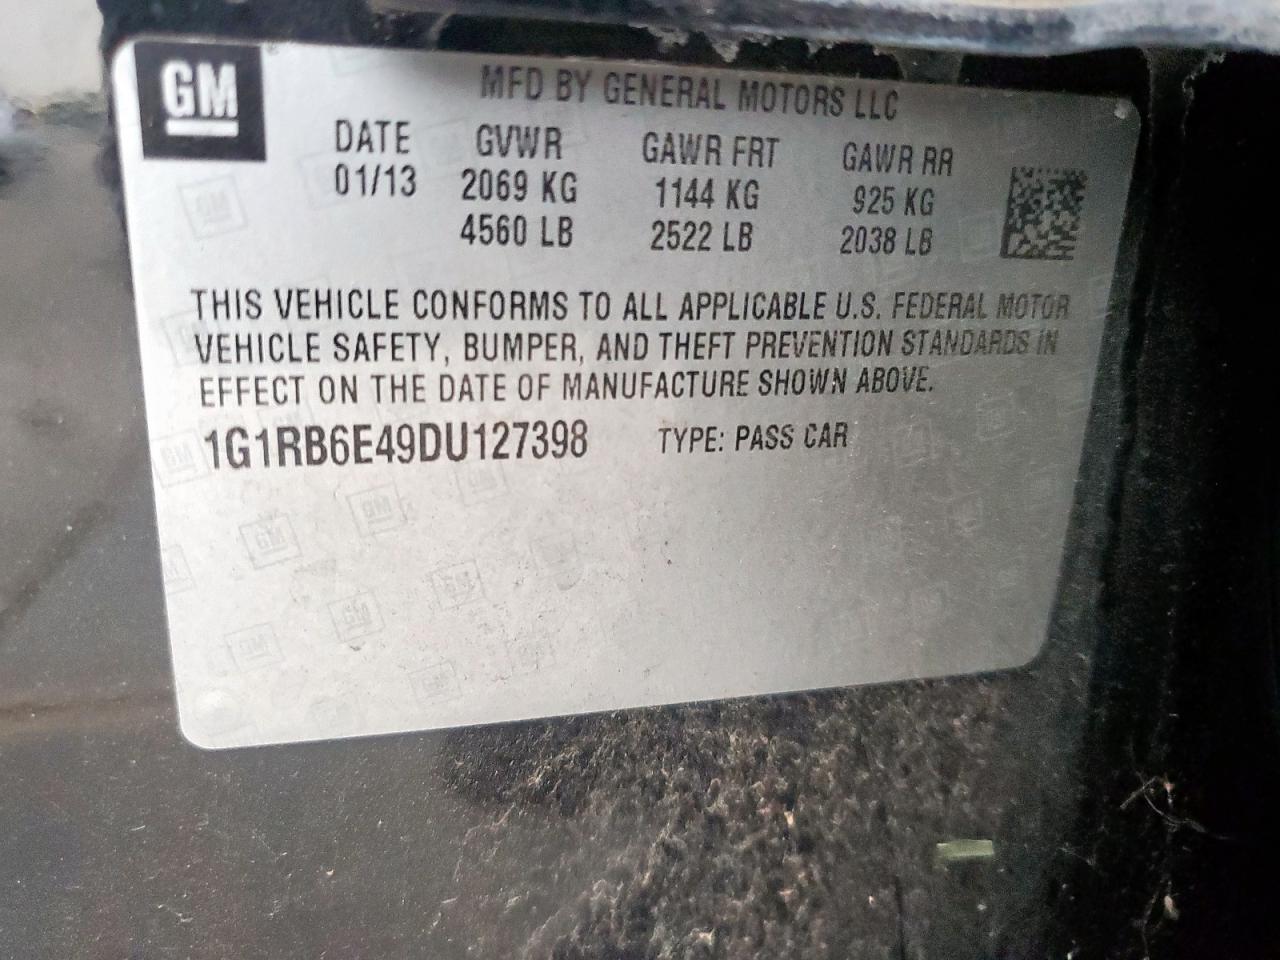 GM
MFD BY GENERAL MOTORS LLC
DATE GVWR GAWR FRT GAWR RR
01/13 2069 KG 1144 KG 925 KG
4560 LB 2522 LB 2038 LB
THIS VEHICLE CONFORMS TO ALL APPLICABLE U.S. FEDERAL MOTOR
VEHICLE SAFETY, BUMPER, AND THEFT PREVENTION STANDARDS IN
EFFECT ON THE DATE OF MANUFACTURE SHOWN ABOVE.
1G1RB6E49DU127398 TYPE: PASS CAR